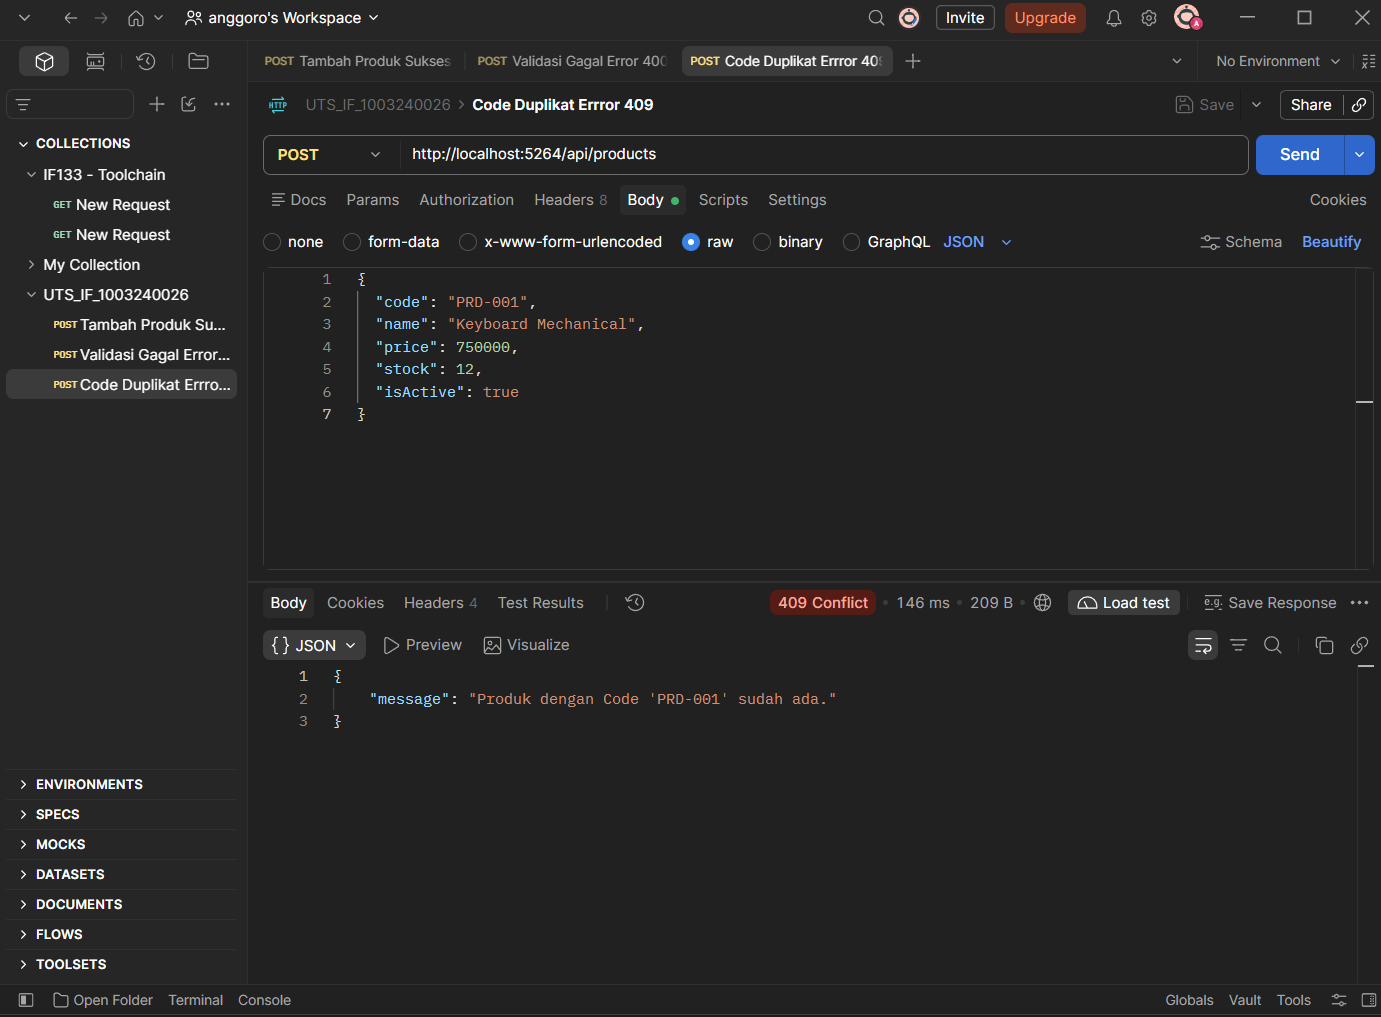 anggoro's Workspace
Invite
Upgrade
A
POST Tambah Produk Sukses
POST Validasi Gagal Error 400
POST Code Duplikat Errror 409
No Environment
HTTP UTS_IF_1003240026 > Code Duplikat Errror 409
Save
Share
COLLECTIONS
IF133 - Toolchain
GET New Request
GET New Request
My Collection
UTS_IF_1003240026
POST Tambah Produk Su...
POST Validasi Gagal Error...
POST Code Duplikat Errro...
POST
http://localhost:5264/api/products
Send
Docs
Params
Authorization
Headers 8
Body
Scripts
Settings
Cookies
none
form-data
x-www-form-urlencoded
raw
binary
GraphQL
JSON
Schema
Beautify
1 {
2 "code": "PRD-001",
3 "name": "Keyboard Mechanical",
4 "price": 750000,
5 "stock": 12,
6 "isActive": true
7 }
Body
Cookies
Headers 4
Test Results
409 Conflict
146 ms
209 B
Load test
e.g. Save Response
{} JSON
Preview
Visualize
1 {
2 "message": "Produk dengan Code 'PRD-001' sudah ada."
3 }
ENVIRONMENTS
SPECS
MOCKS
DATASETS
DOCUMENTS
FLOWS
TOOLSETS
Open Folder
Terminal
Console
Globals
Vault
Tools